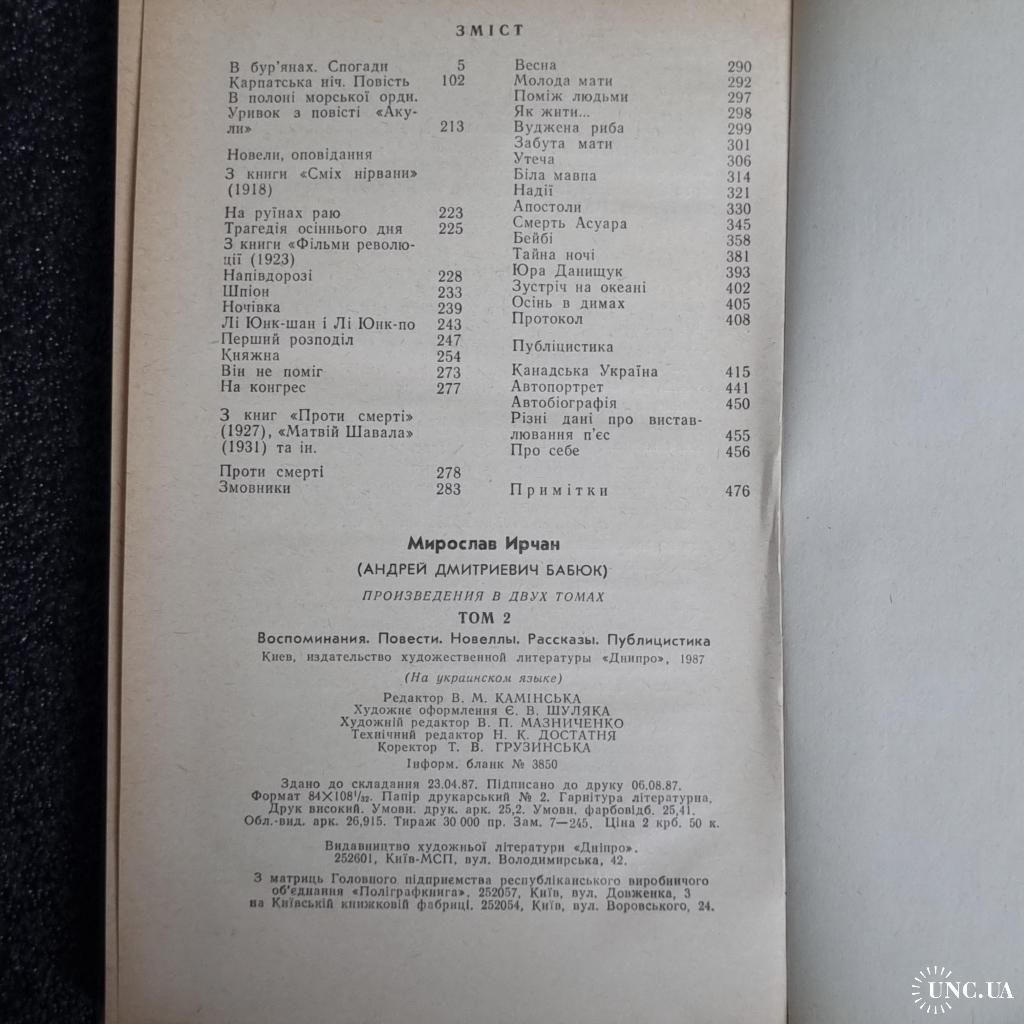 ЗМІСТ
В бур'янах. Спогади 5
Карпатська ніч. Повість 102
В полоні морської орди.
Уривок з повісті «Аку-
ли» 213
Новели, оповідання
З книги «Сміх нірвани»
(1918)
На руїнах раю 223
Трагедія осіннього дня 225
З книги «Фільми револю-
ції (1923)
Напівдорозі 228
Шпіон 233
Ночівка 239
Лі Юнк-шан і Лі Юнк-по 243
Перший розподіл 247
Княжна 254
Він не поміг 273
На конгрес 277
З книг «Проти смерті»
(1927), «Матвій Шавала»
(1931) та ін.
Проти смерті 278
Змовники 283
Весна 290
Молода мати 292
Поміж людьми 297
Як жити... 298
Вуджена риба 299
Забута мати 301
Утеча 306
Біла мавпа 314
Надії 321
Апостоли 330
Смерть Асуара 345
Бейбі 358
Тайна ночі 381
Юра Данищук 393
Зустріч на океані 402
Осінь в димах 405
Протокол 408
Публіцистика
Канадська Україна 415
Автопортрет 441
Автобіографія 450
Різні дані про вистав-
лювання п'єс 455
Про себе 456
Примітки 476
Мирослав Ирчан
(АНДРЕЙ ДМИТРИЕВИЧ БАБЮК)
ПРОИЗВЕДЕНИЯ В ДВУХ ТОМАХ
ТОМ 2
Воспоминания. Повести. Новеллы. Рассказы. Публицистика
Киев, издательство художественной литературы «Днипро», 1987
(На украинском языке)
Редактор В. М. КАМІНСЬКА
Художнє оформлення Є. В. ШУЛЯКА
Художній редактор В. П. МАЗНИЧЕНКО
Технічний редактор Н. К. ДОСТАТНЯ
Коректор Т. В. ГРУЗИНСЬКА
Інформ. бланк № 3850
Здано до складання 23.04.87. Підписано до друку 06.08.87.
Формат 84×108¹/₃₂. Папір друкарський № 2. Гарнітура літературна.
Друк високий. Умовн. друк. арк. 25,2. Умовн. фарбовідб. 25,41.
Обл.-вид. арк. 26,915. Тираж 30 000 пр. Зам. 7—245. Ціна 2 крб. 50 к.
Видавництво художньої літератури «Дніпро».
252601, Київ-МСП, вул. Володимирська, 42.
З матриць Головного підприємства республіканського виробничого
об'єднання «Поліграфкнига». 252057, Київ, вул. Довженка, 3
на Київській книжковій фабриці. 252054, Київ, вул. Воровського, 24.
UNC.UA